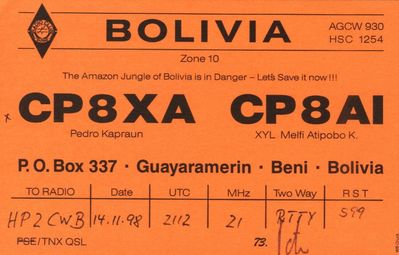 BOLIVIA
AGCW 930
HSC 1254
Zone 10
The Amazon Jungle of Bolivia is in Danger – Let's Save it now!!!
x CP8XA CP8AI
Pedro Kapraun XYL Melfi Atipobo K.
P.O. Box 337 · Guayaramerin · Beni · Bolivia
TO RADIO Date UTC MHz Two Way RST
HP2CWB 14.11.98 2112 21 RTTY 599
PSE/TNX QSL 73.